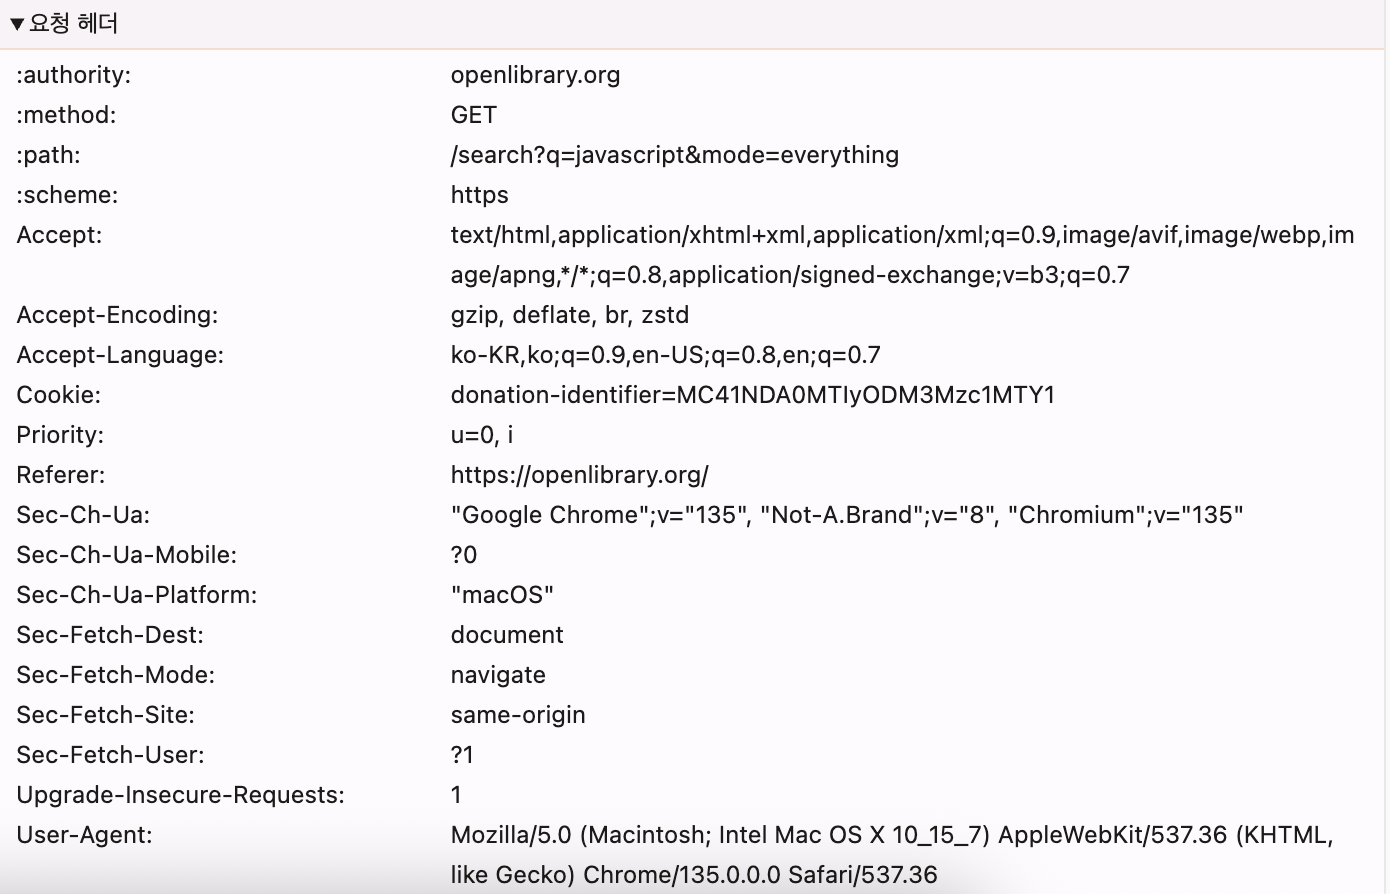 ▼요청 헤더
:authority: openlibrary.org
:method: GET
:path: /search?q=javascript&mode=everything
:scheme: https
Accept: text/html,application/xhtml+xml,application/xml;q=0.9,image/avif,image/webp,im
age/apng,*/*;q=0.8,application/signed-exchange;v=b3;q=0.7
Accept-Encoding: gzip, deflate, br, zstd
Accept-Language: ko-KR,ko;q=0.9,en-US;q=0.8,en;q=0.7
Cookie: donation-identifier=MC41NDA0MTIyODM3Mzc1MTY1
Priority: u=0, i
Referer: https://openlibrary.org/
Sec-Ch-Ua: "Google Chrome";v="135", "Not-A.Brand";v="8", "Chromium";v="135"
Sec-Ch-Ua-Mobile: ?0
Sec-Ch-Ua-Platform: "macOS"
Sec-Fetch-Dest: document
Sec-Fetch-Mode: navigate
Sec-Fetch-Site: same-origin
Sec-Fetch-User: ?1
Upgrade-Insecure-Requests: 1
User-Agent: Mozilla/5.0 (Macintosh; Intel Mac OS X 10_15_7) AppleWebKit/537.36 (KHTML,
like Gecko) Chrome/135.0.0.0 Safari/537.36